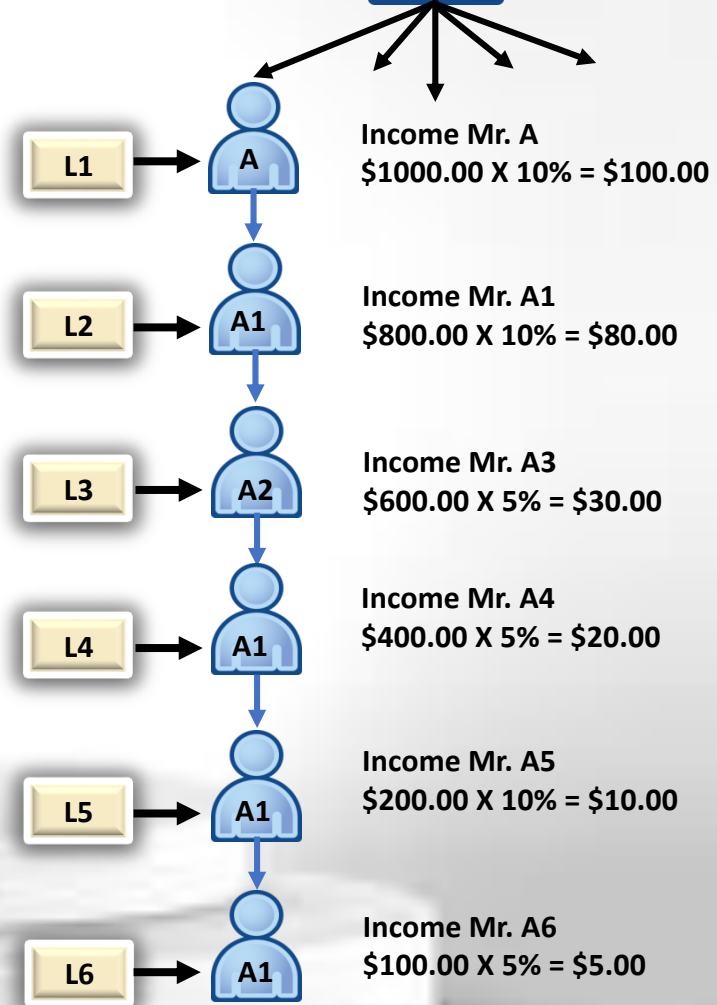 L1
A
Income Mr. A
$1000.00 X 10% = $100.00
L2
A1
Income Mr. A1
$800.00 X 10% = $80.00
L3
A2
Income Mr. A3
$600.00 X 5% = $30.00
L4
A1
Income Mr. A4
$400.00 X 5% = $20.00
L5
A1
Income Mr. A5
$200.00 X 10% = $10.00
L6
A1
Income Mr. A6
$100.00 X 5% = $5.00